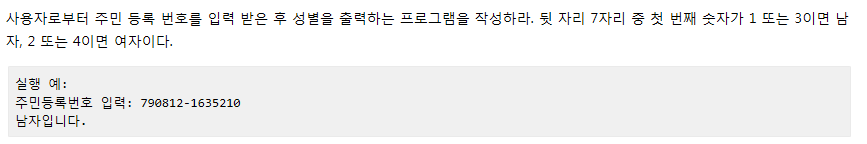 사용자로부터 주민 등록 번호를 입력 받은 후 성별을 출력하는 프로그램을 작성하라. 뒷 자리 7자리 중 첫 번째 숫자가 1 또는 3이면 남
자, 2 또는 4이면 여자이다.
실행 예:
주민등록번호 입력: 790812-1635210
남자입니다.